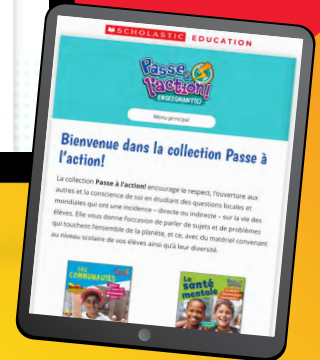 SCHOLASTIC EDUCATION
Passe à
l'action!
ENSEIGNANT(E)
Menu principal
Bienvenue dans la collection Passe à
l'action!
La collection Passe à l'action! encourage le respect, l'ouverture aux
autres et la conscience de soi en étudiant des questions locales et
mondiales qui ont une incidence – directe ou indirecte – sur la vie des
élèves. Elle vous donne l'occasion de parler de sujets et de problèmes
qui touchent l'ensemble de la planète, et ce, avec du matériel convenant
au niveau scolaire de vos élèves ainsi qu'à leur diversité.
LES
COMMUNAUTÉS
La
santé
mentale